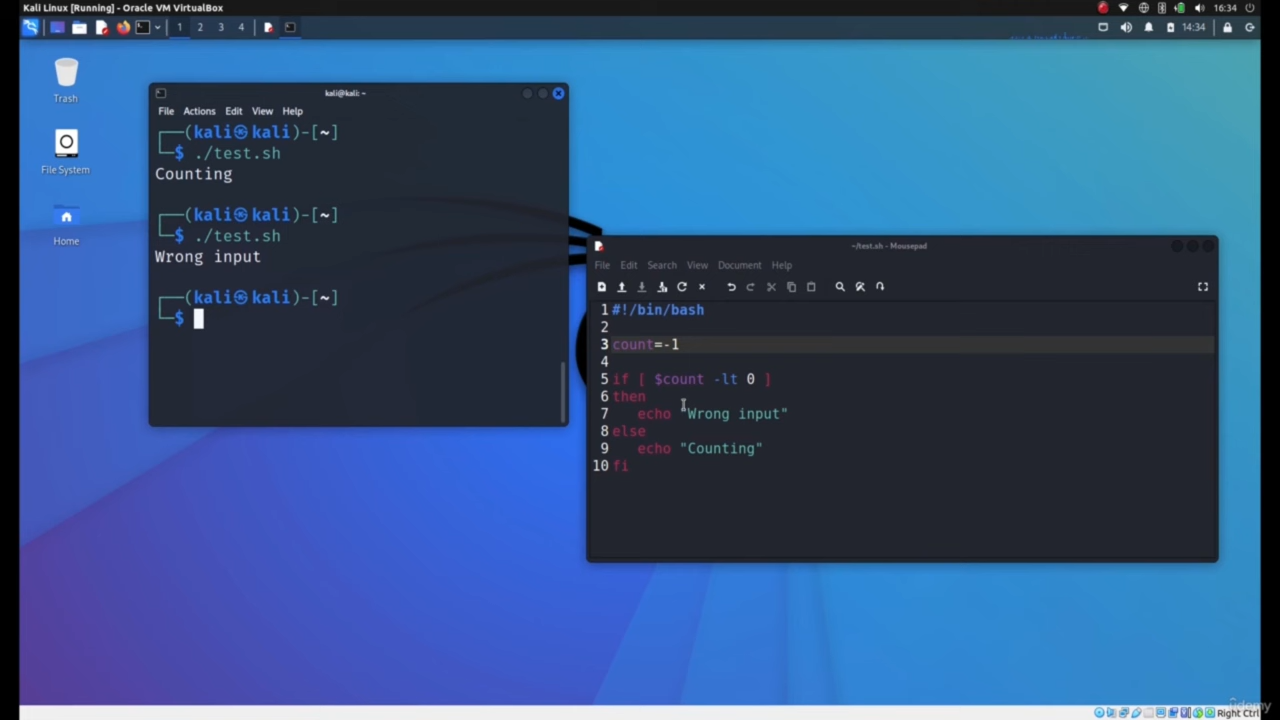 Kali Linux [Running] - Oracle VM VirtualBox
16:34
1 2 3 4
14:34
Trash
File System
Home
kali@kali: ~
File Actions Edit View Help
┌──(kali㉿kali)-[~]
└─$ ./test.sh
Counting
┌──(kali㉿kali)-[~]
└─$ ./test.sh
Wrong input
┌──(kali㉿kali)-[~]
└─$
~/test.sh - Mousepad
File Edit Search View Document Help
1 #!/bin/bash
2
3 count=-1
4
5 if [ $count -lt 0 ]
6 then
7    echo "Wrong input"
8 else
9    echo "Counting"
10 fi
udemy
Right Ctrl